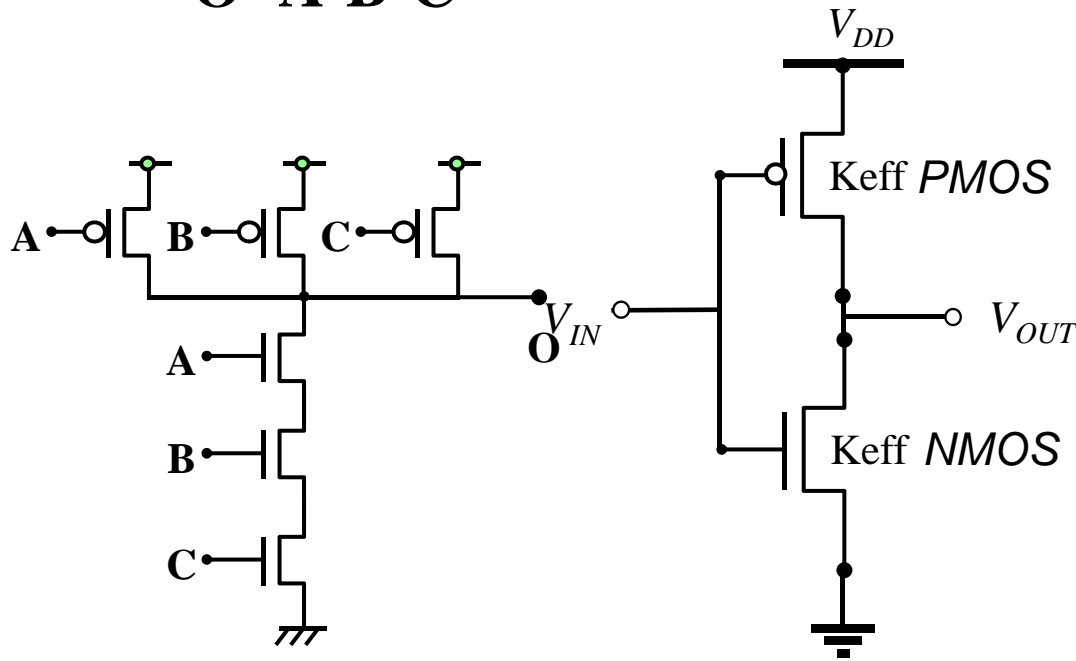 O A B C
V_DD
Keff PMOS
A
B
C
V_IN
O
V_OUT
A
B
Keff NMOS
C